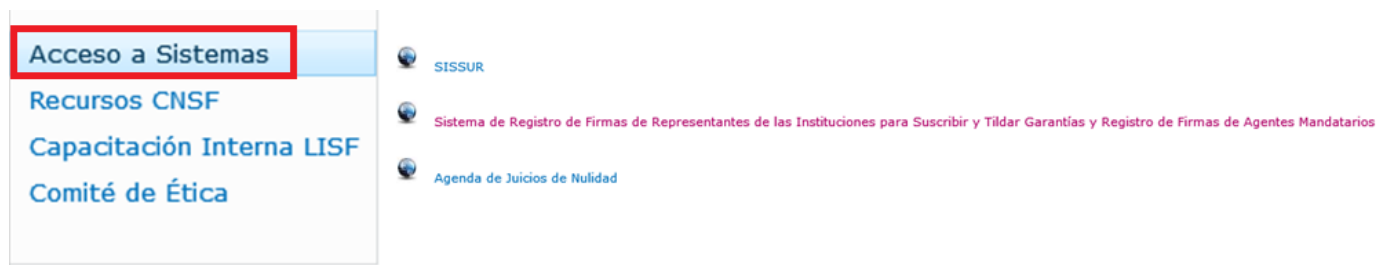 Acceso a Sistemas
Recursos CNSF
Capacitación Interna LISF
Comité de Ética
SISSUR
Sistema de Registro de Firmas de Representantes de las Instituciones para Suscribir y Tildar Garantías y Registro de Firmas de Agentes Mandatarios
Agenda de Juicios de Nulidad